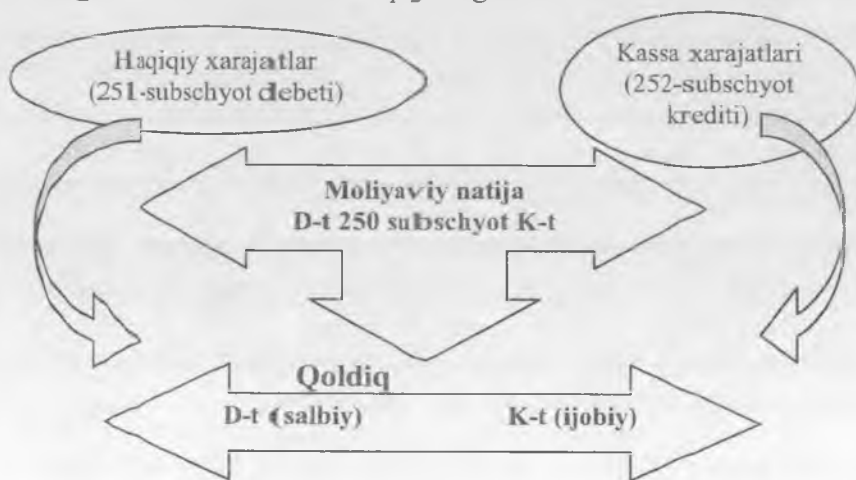 Haqiqiy xarajatlar
(251-subschyot debeti)
Kassa xarajatlari
(252-subschyot
krediti)
Moliyaviy natija
D-t 250 subschyot K-t
Qoldiq
D-t (salbiy) K-t (ijobiy)